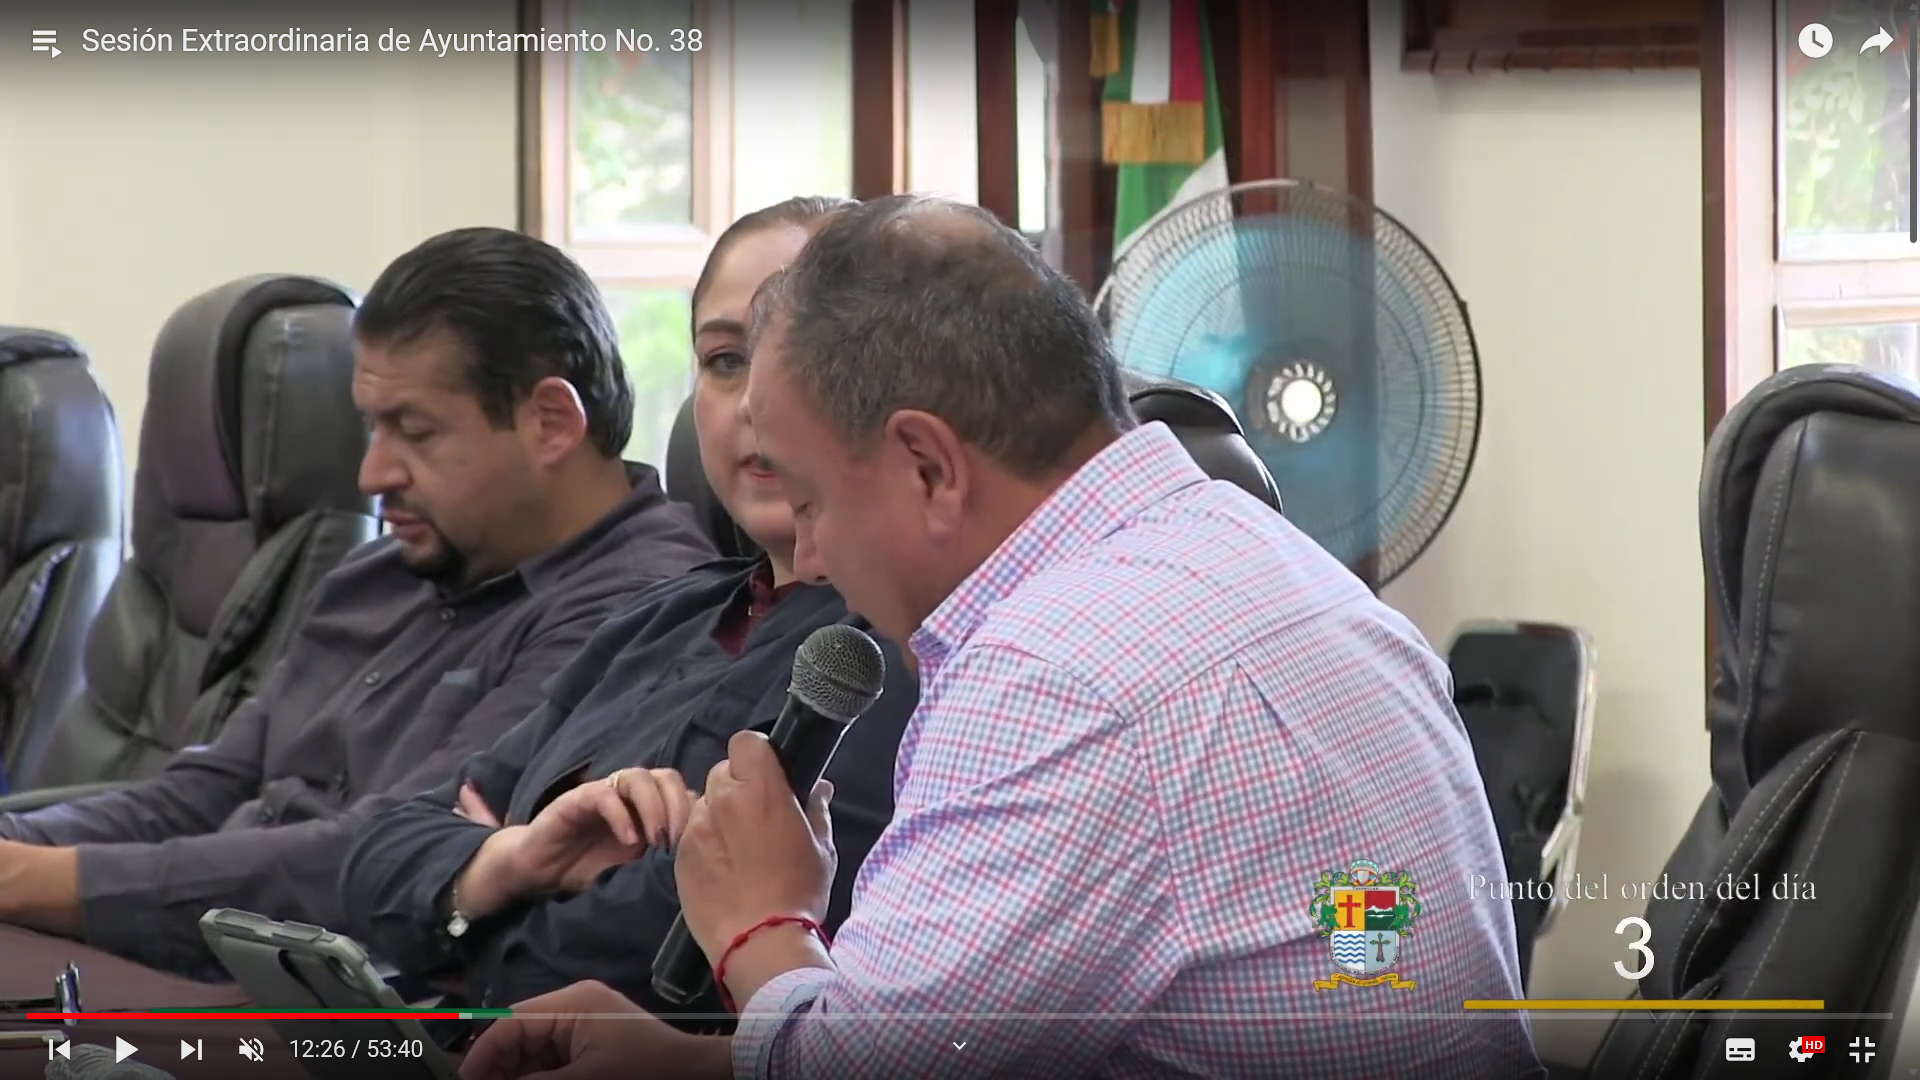 Sesión Extraordinaria de Ayuntamiento No. 38
Punto del orden del día
3
12:26 / 53:40
HD